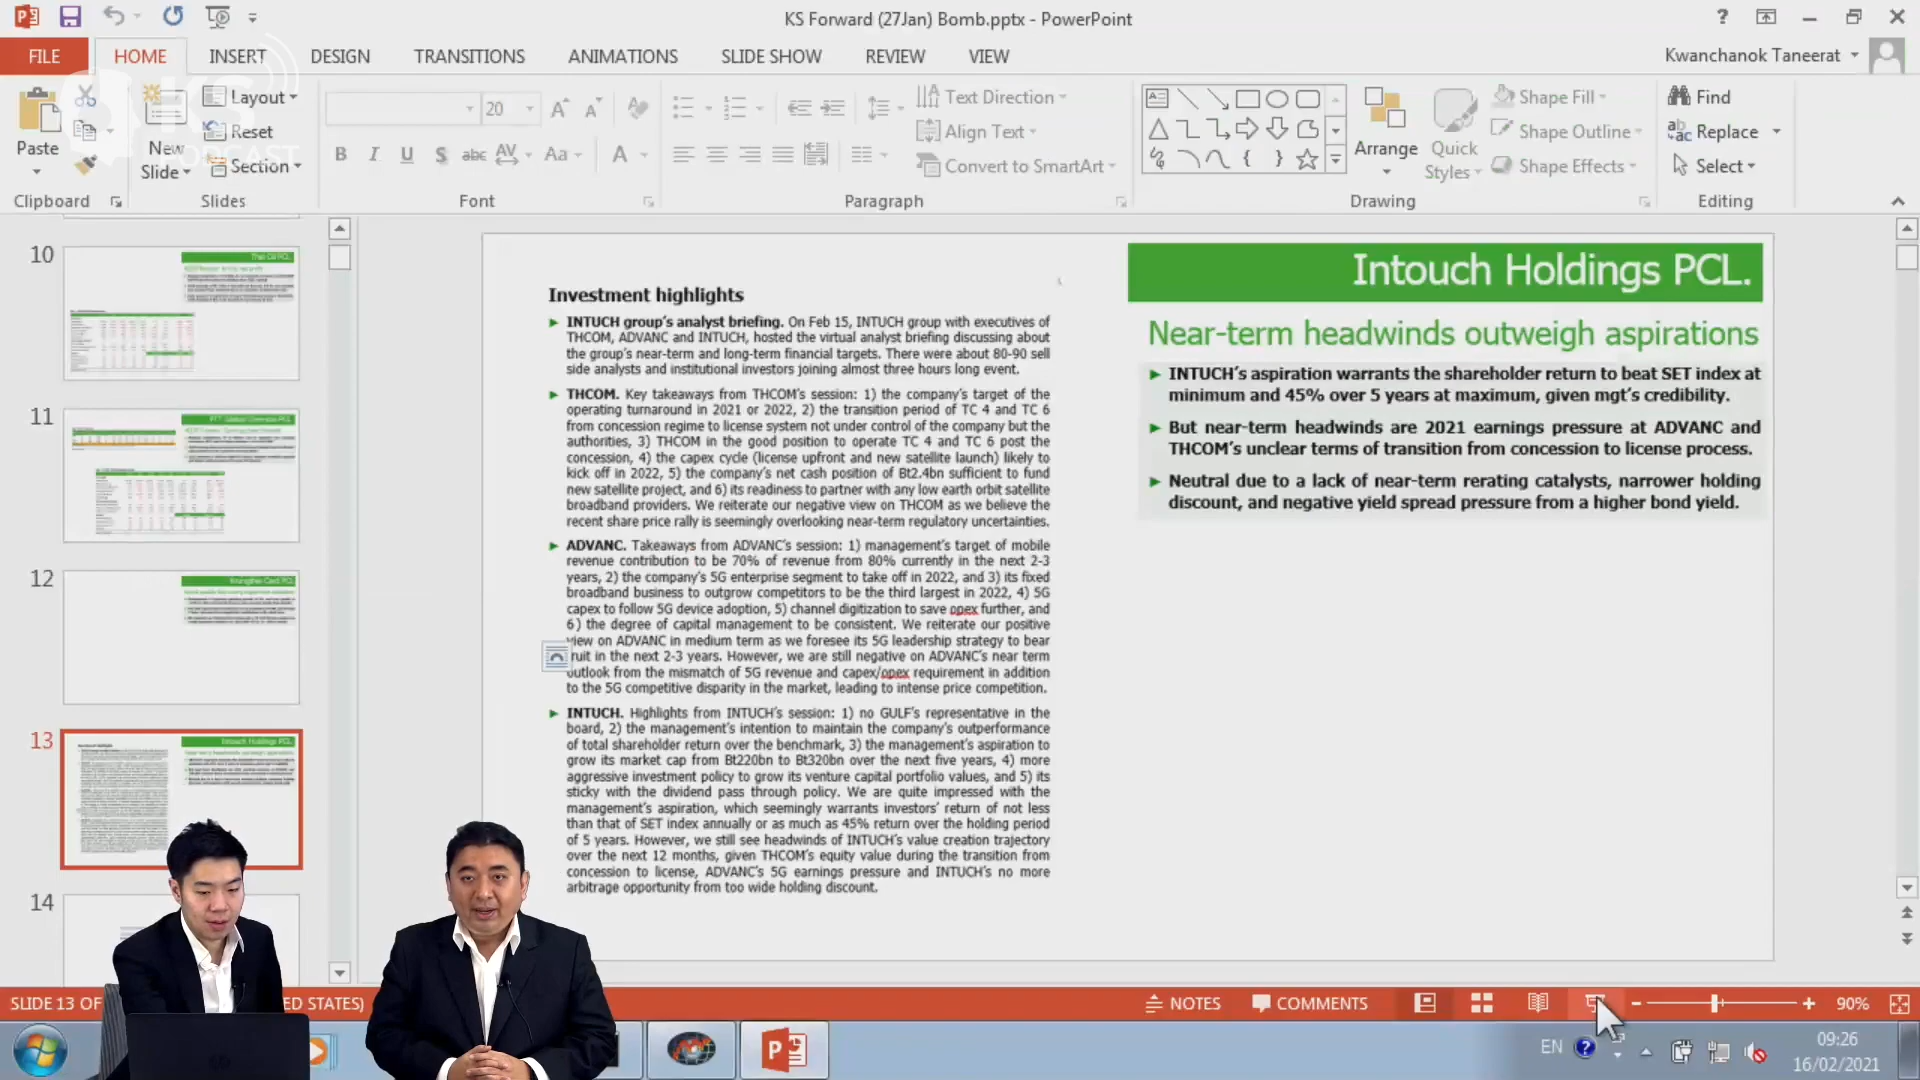 KS Forward (27Jan) Bomb.pptx - PowerPoint
FILE
HOME
INSERT
DESIGN
TRANSITIONS
ANIMATIONS
SLIDE SHOW
REVIEW
VIEW
Kwanchanok Taneerat
Paste
New
Slide
Layout
Reset
Section
20
Text Direction
Align Text
Convert to SmartArt
Arrange
Quick
Styles
Shape Fill
Shape Outline
Shape Effects
Find
Replace
Select
Clipboard
Slides
Font
Paragraph
Drawing
Editing
10
11
12
13
Intouch Holdings PCL.
14
Investment highlights
INTUCH group's analyst briefing. On Feb 15, INTUCH group with executives of
THCOM, ADVANC and INTUCH, hosted the virtual analyst briefing discussing about
the group's near-term and long-term financial targets. There were about 80-90 sell
side analysts and institutional investors joining almost three hours long event.
THCOM. Key takeaways from THCOM's session: 1) the company's target of the
operating turnaround in 2021 or 2022, 2) the transition period of TC 4 and TC 6
from concession regime to license system not under control of the company but the
authorities, 3) THCOM in the good position to operate TC 4 and TC 6 post the
concession, 4) the capex cycle (license upfront and new satellite launch) likely to
kick off in 2022, 5) the company's net cash position of Bt2.4bn sufficient to fund
new satellite project, and 6) its readiness to partner with any low earth orbit satellite
broadband providers. We reiterate our negative view on THCOM as we believe the
recent share price rally is seemingly overlooking near-term regulatory uncertainties.
ADVANC. Takeaways from ADVANC's session: 1) management's target of mobile
revenue contribution to be 70% of revenue from 80% currently in the next 2-3
years, 2) the company's 5G enterprise segment to take off in 2022, and 3) its fixed
broadband business to outgrow competitors to be the third largest in 2022, 4) 5G
capex to follow 5G device adoption, 5) channel digitization to save opex further, and
6) the degree of capital management to be consistent. We reiterate our positive
view on ADVANC in medium term as we foresee its 5G leadership strategy to bear
ruit in the next 2-3 years. However, we are still negative on ADVANC's near term
outlook from the mismatch of 5G revenue and capex/opex requirement in addition
to the 5G competitive disparity in the market, leading to intense price competition.
INTUCH. Highlights from INTUCH's session: 1) no GULF's representative in the
board, 2) the management's intention to maintain the company's outperformance
of total shareholder return over the benchmark, 3) the management's aspiration to
grow its market cap from Bt220bn to Bt320bn over the next five years, 4) more
aggressive investment policy to grow its venture capital portfolio values, and 5) its
sticky with the dividend pass through policy. We are quite impressed with the
management's aspiration, which seemingly warrants investors' return of not less
than that of SET index annually or as much as 45% return over the holding period
of 5 years. However, we still see headwinds of INTUCH's value creation trajectory
over the next 12 months, given THCOM's equity value during the transition from
concession to license, ADVANC's 5G earnings pressure and INTUCH's no more
arbitrage opportunity from too wide holding discount.
Intouch Holdings PCL.
Near-term headwinds outweigh aspirations
INTUCH's aspiration warrants the shareholder return to beat SET index at
minimum and 45% over 5 years at maximum, given mgt's credibility.
But near-term headwinds are 2021 earnings pressure at ADVANC and
THCOM's unclear terms of transition from concession to license process.
Neutral due to a lack of near-term rerating catalysts, narrower holding
discount, and negative yield spread pressure from a higher bond yield.
SLIDE 13 OF
ED STATES)
NOTES
COMMENTS
90%
EN
09:26
16/02/2021